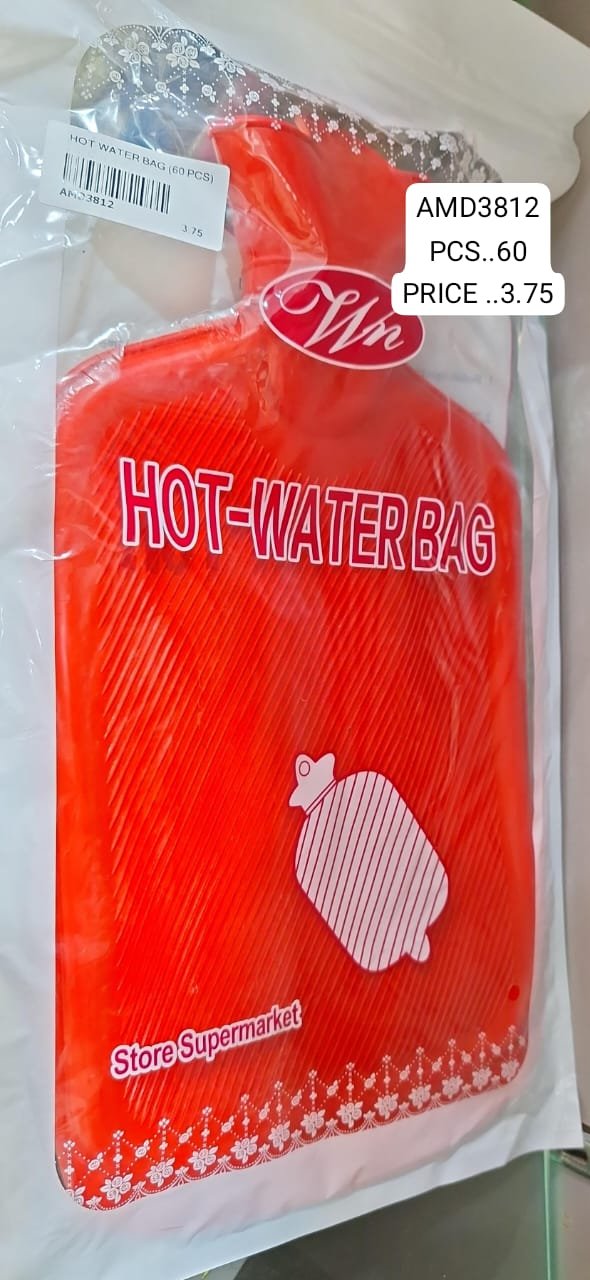 HOT WATER BAG (60 PCS)
AMD3812
3.75
AMD3812
PCS..60
PRICE ..3.75
Wn
HOT-WATER BAG
Store Supermarket